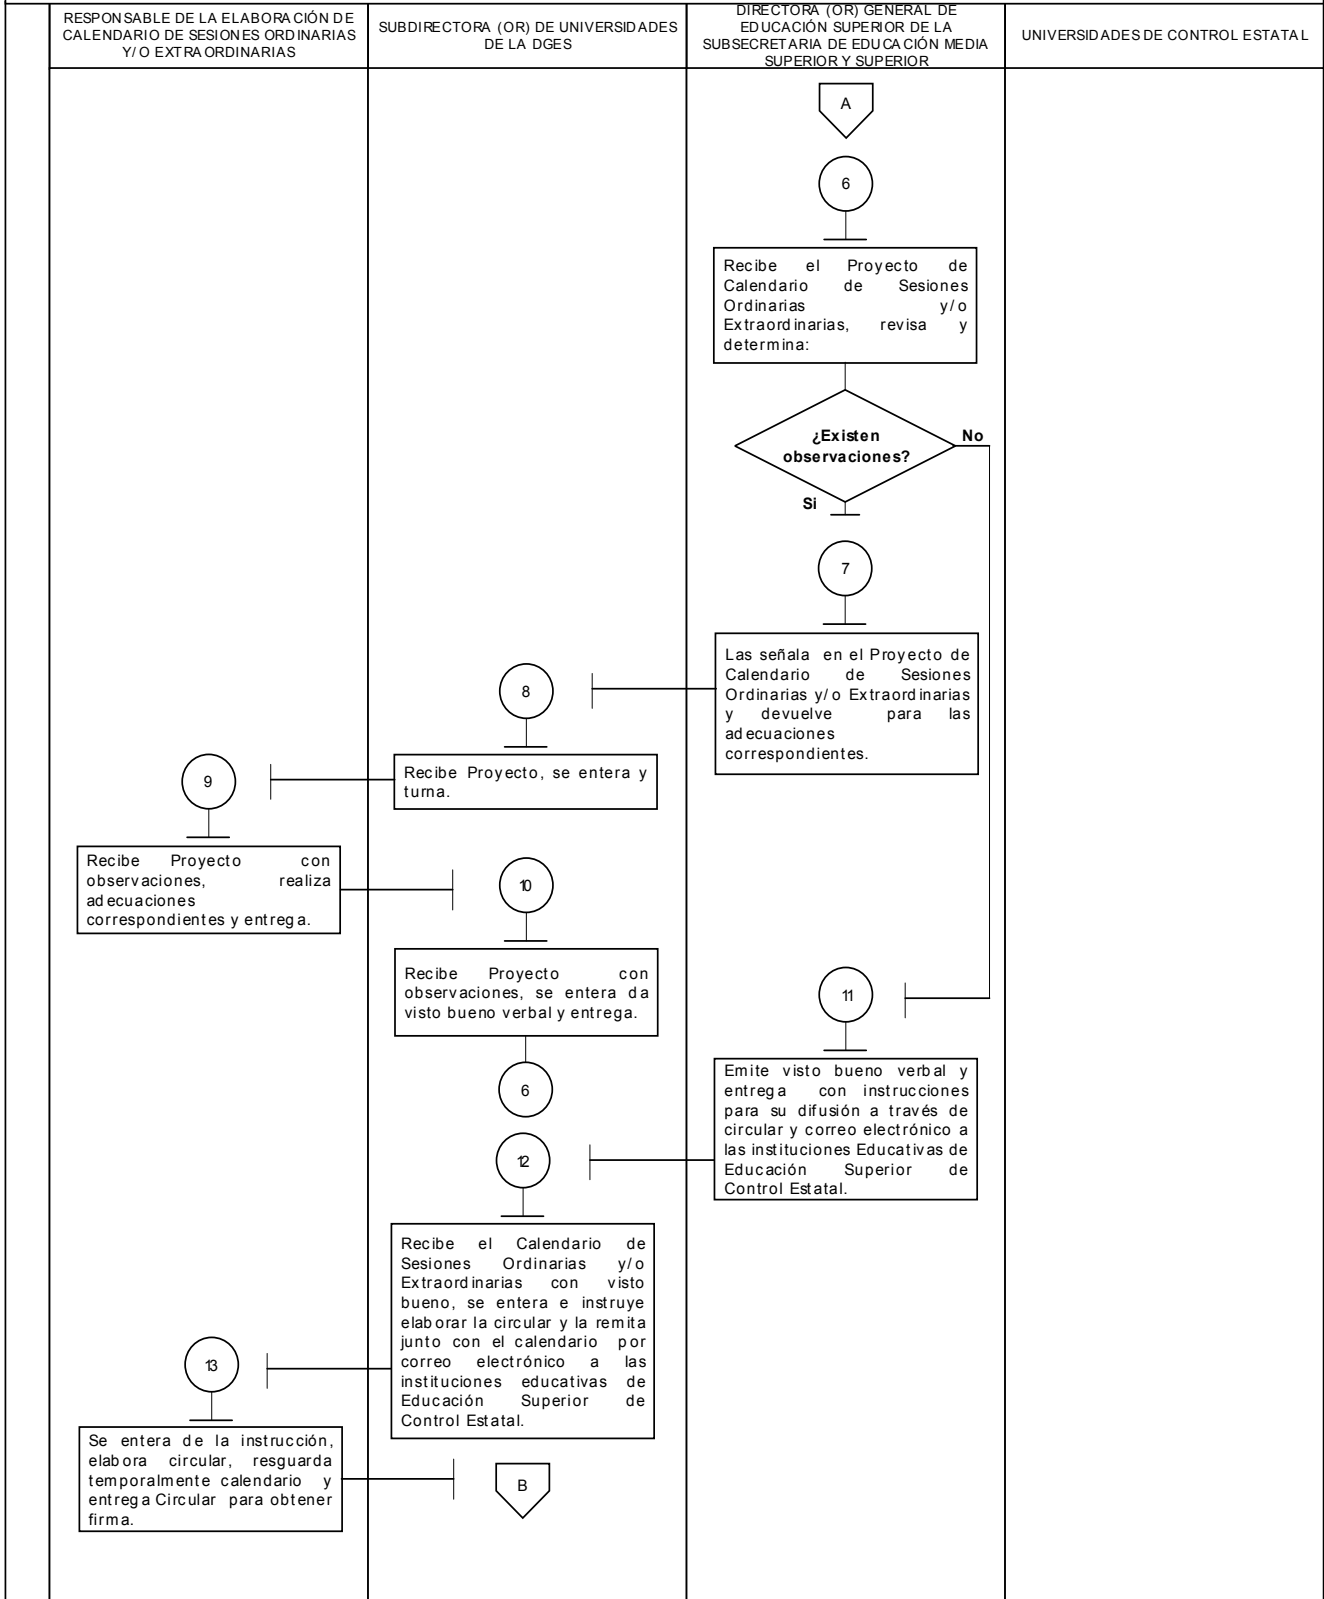 RESPONSABLE DE LA ELABORACIÓN DE
CALENDARIO DE SESIONES ORDINARIAS
Y/O EXTRAORDINARIAS
SUBDIRECTORA (OR) DE UNIVERSIDADES
DE LA DGES
DIRECTORA (OR) GENERAL DE
EDUCACIÓN SUPERIOR DE LA
SUBSECRETARIA DE EDUCACIÓN MEDIA
SUPERIOR Y SUPERIOR
UNIVERSIDADES DE CONTROL ESTATAL
A
6
Recibe el Proyecto de
Calendario de Sesiones
Ordinarias y/o
Extraordinarias, revisa y
determina:
¿Existen
observaciones?
No
Si
7
Las señala en el Proyecto de
Calendario de Sesiones
Ordinarias y/o Extraordinarias
y devuelve para las
adecuaciones
correspondientes.
8
Recibe Proyecto, se entera y
turna.
9
Recibe Proyecto con
observaciones, realiza
adecuaciones
correspondientes y entrega.
10
Recibe Proyecto con
observaciones, se entera da
visto bueno verbal y entrega.
6
11
Emite visto bueno verbal y
entrega con instrucciones
para su difusión a través de
circular y correo electrónico a
las instituciones Educativas de
Educación Superior de
Control Estatal.
12
Recibe el Calendario de
Sesiones Ordinarias y/o
Extraordinarias con visto
bueno, se entera e instruye
elaborar la circular y la remita
junto con el calendario por
correo electrónico a las
instituciones educativas de
Educación Superior de
Control Estatal.
13
Se entera de la instrucción,
elabora circular, resguarda
temporalmente calendario y
entrega Circular para obtener
firma.
B